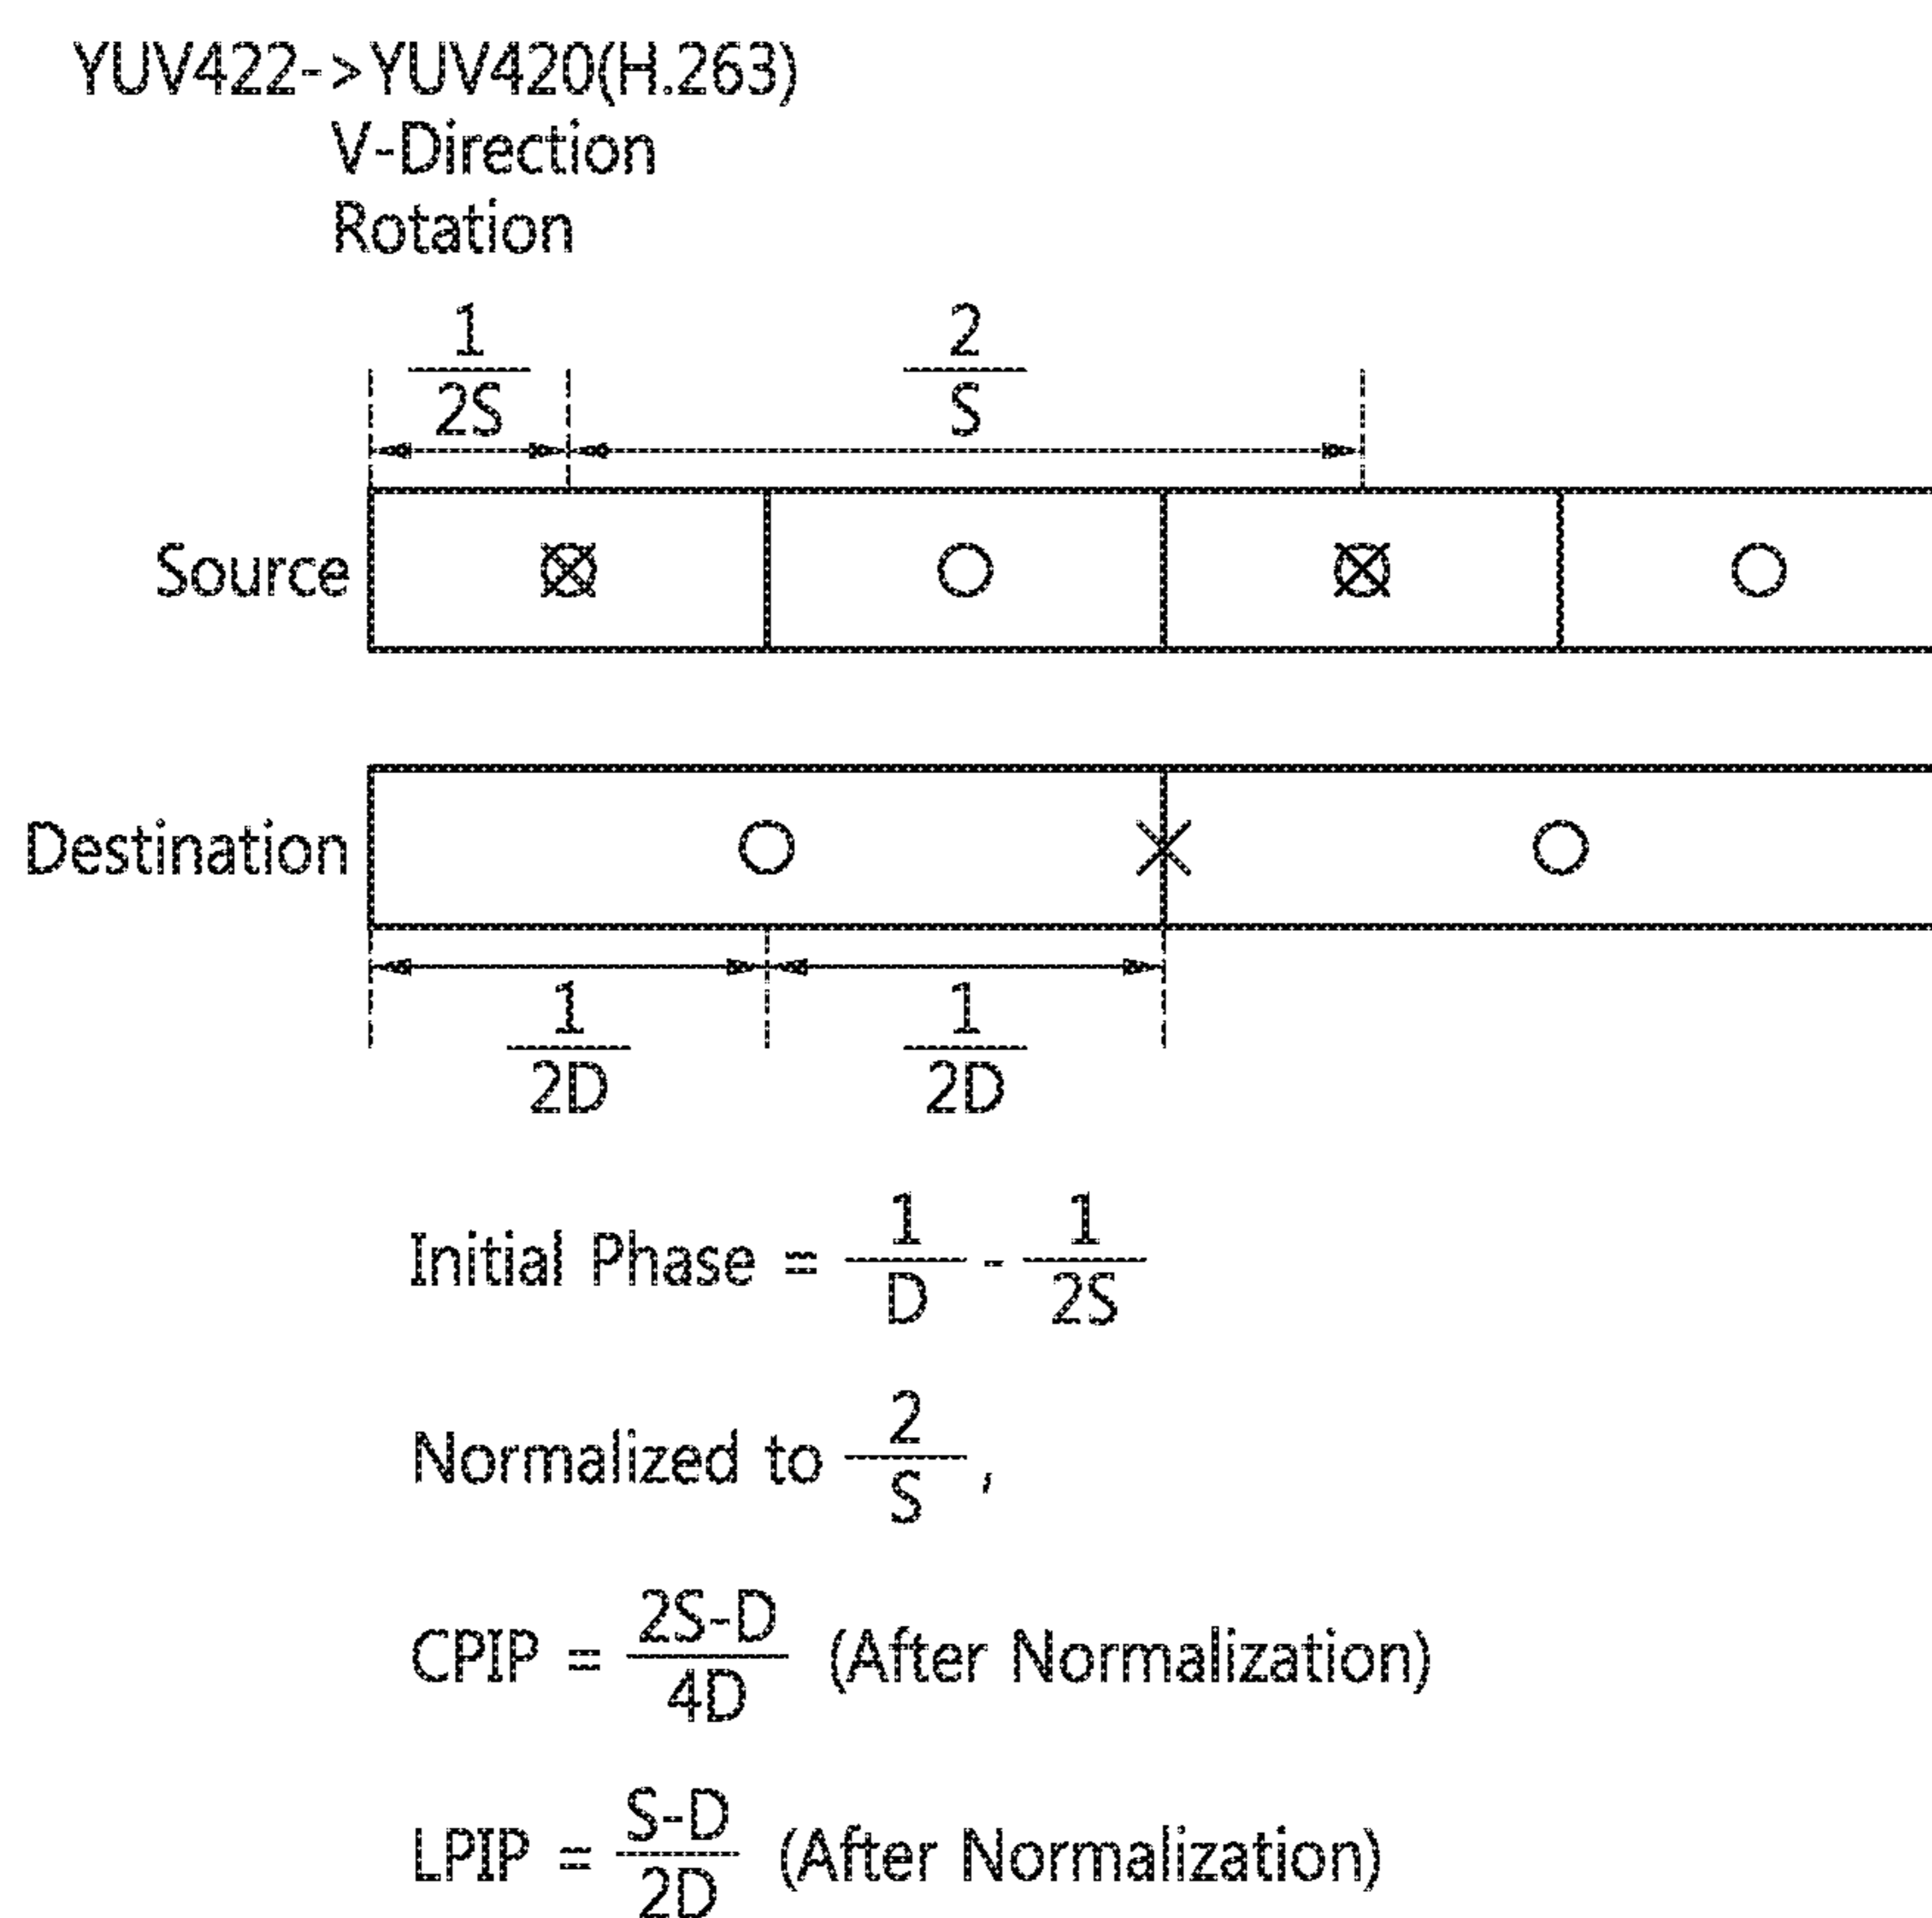 YUV422->YUV420(H.263)
V-Direction
Rotation
1
2S
2
S
Source
Destination
1
2D
1
2D
Initial Phase = 1/D - 1/2S
Normalized to 2/S ,
CPIP = 2S-D/4D (After Normalization)
LPIP = S-D/2D (After Normalization)